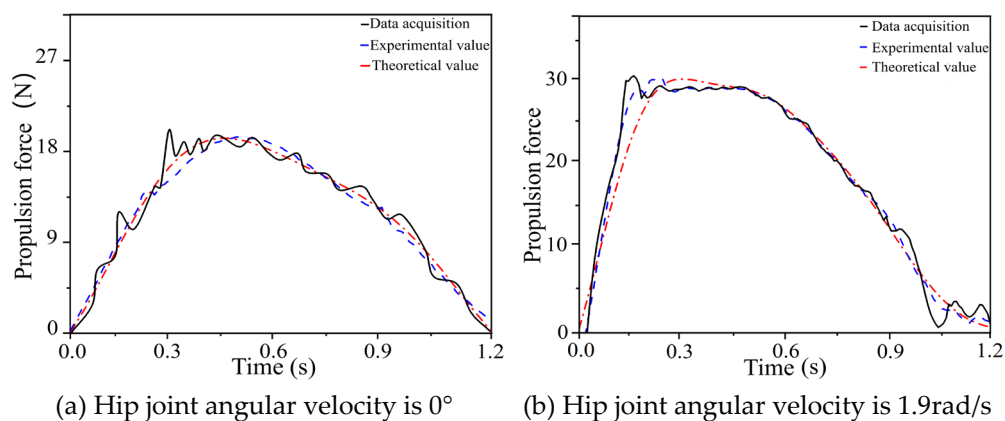 Propulsion force (N)
27
18
9
0
0.0
0.3
0.6
0.9
1.2
Time (s)
Data acquisition
Experimental value
Theoretical value
(a) Hip joint angular velocity is 0°
Propulsion force
30
20
10
0
0.0
0.3
0.6
0.9
1.2
Time (s)
Data acquisition
Experimental value
Theoretical value
(b) Hip joint angular velocity is 1.9rad/s